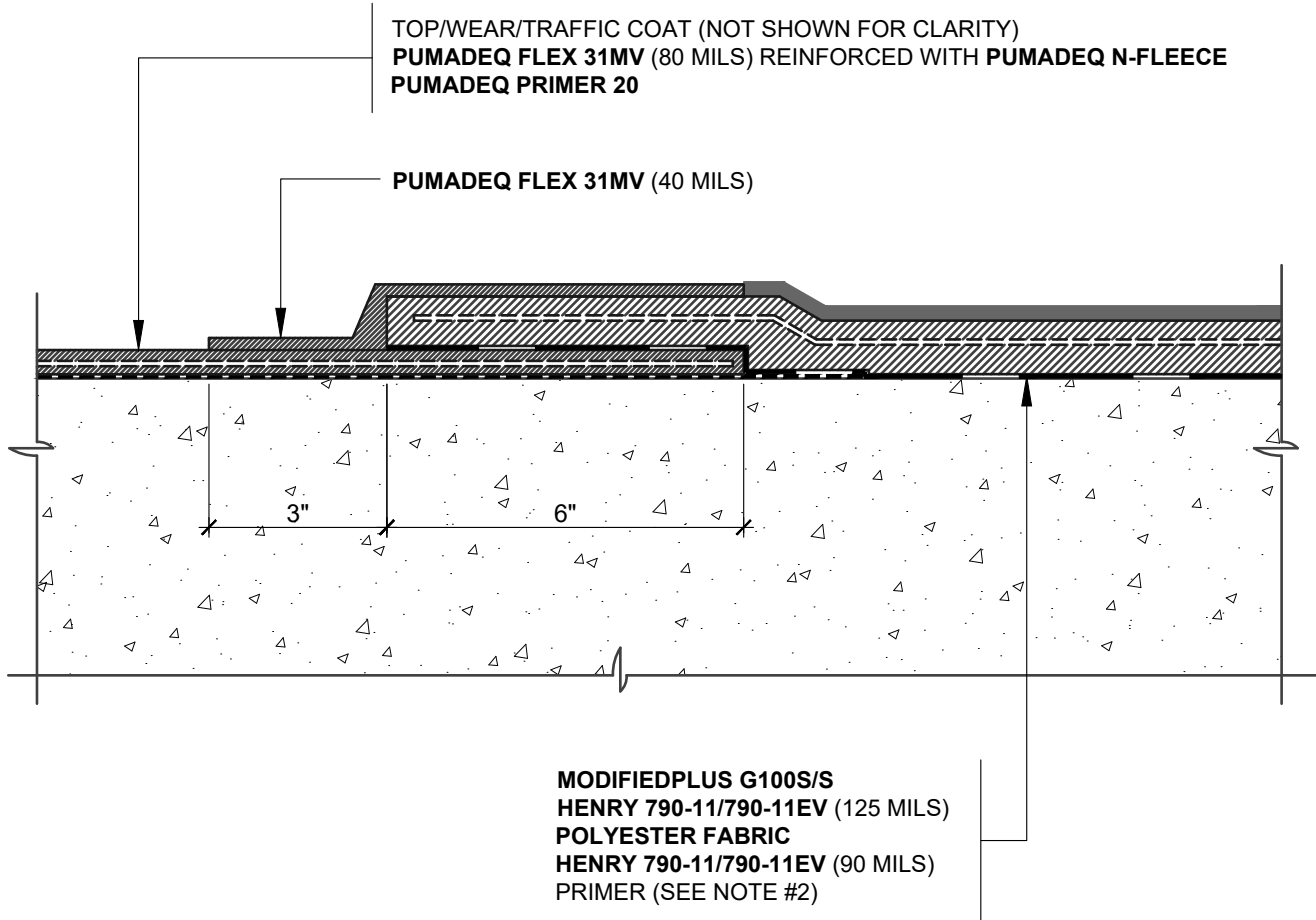 TOP/WEAR/TRAFFIC COAT (NOT SHOWN FOR CLARITY)
PUMADEQ FLEX 31MV (80 MILS) REINFORCED WITH PUMADEQ N-FLEECE
PUMADEQ PRIMER 20
PUMADEQ FLEX 31MV (40 MILS)
3"
6"
MODIFIEDPLUS G100S/S
HENRY 790-11/790-11EV (125 MILS)
POLYESTER FABRIC
HENRY 790-11/790-11EV (90 MILS)
PRIMER (SEE NOTE #2)